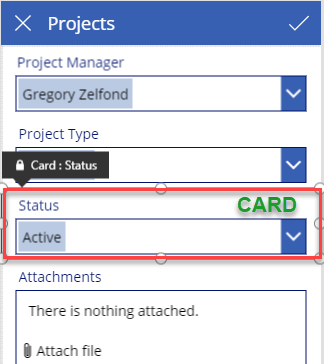 Projects
Project Manager
Gregory Zelfond
Project Type
Card : Status
Status
CARD
Active
Attachments
There is nothing attached.
Attach file